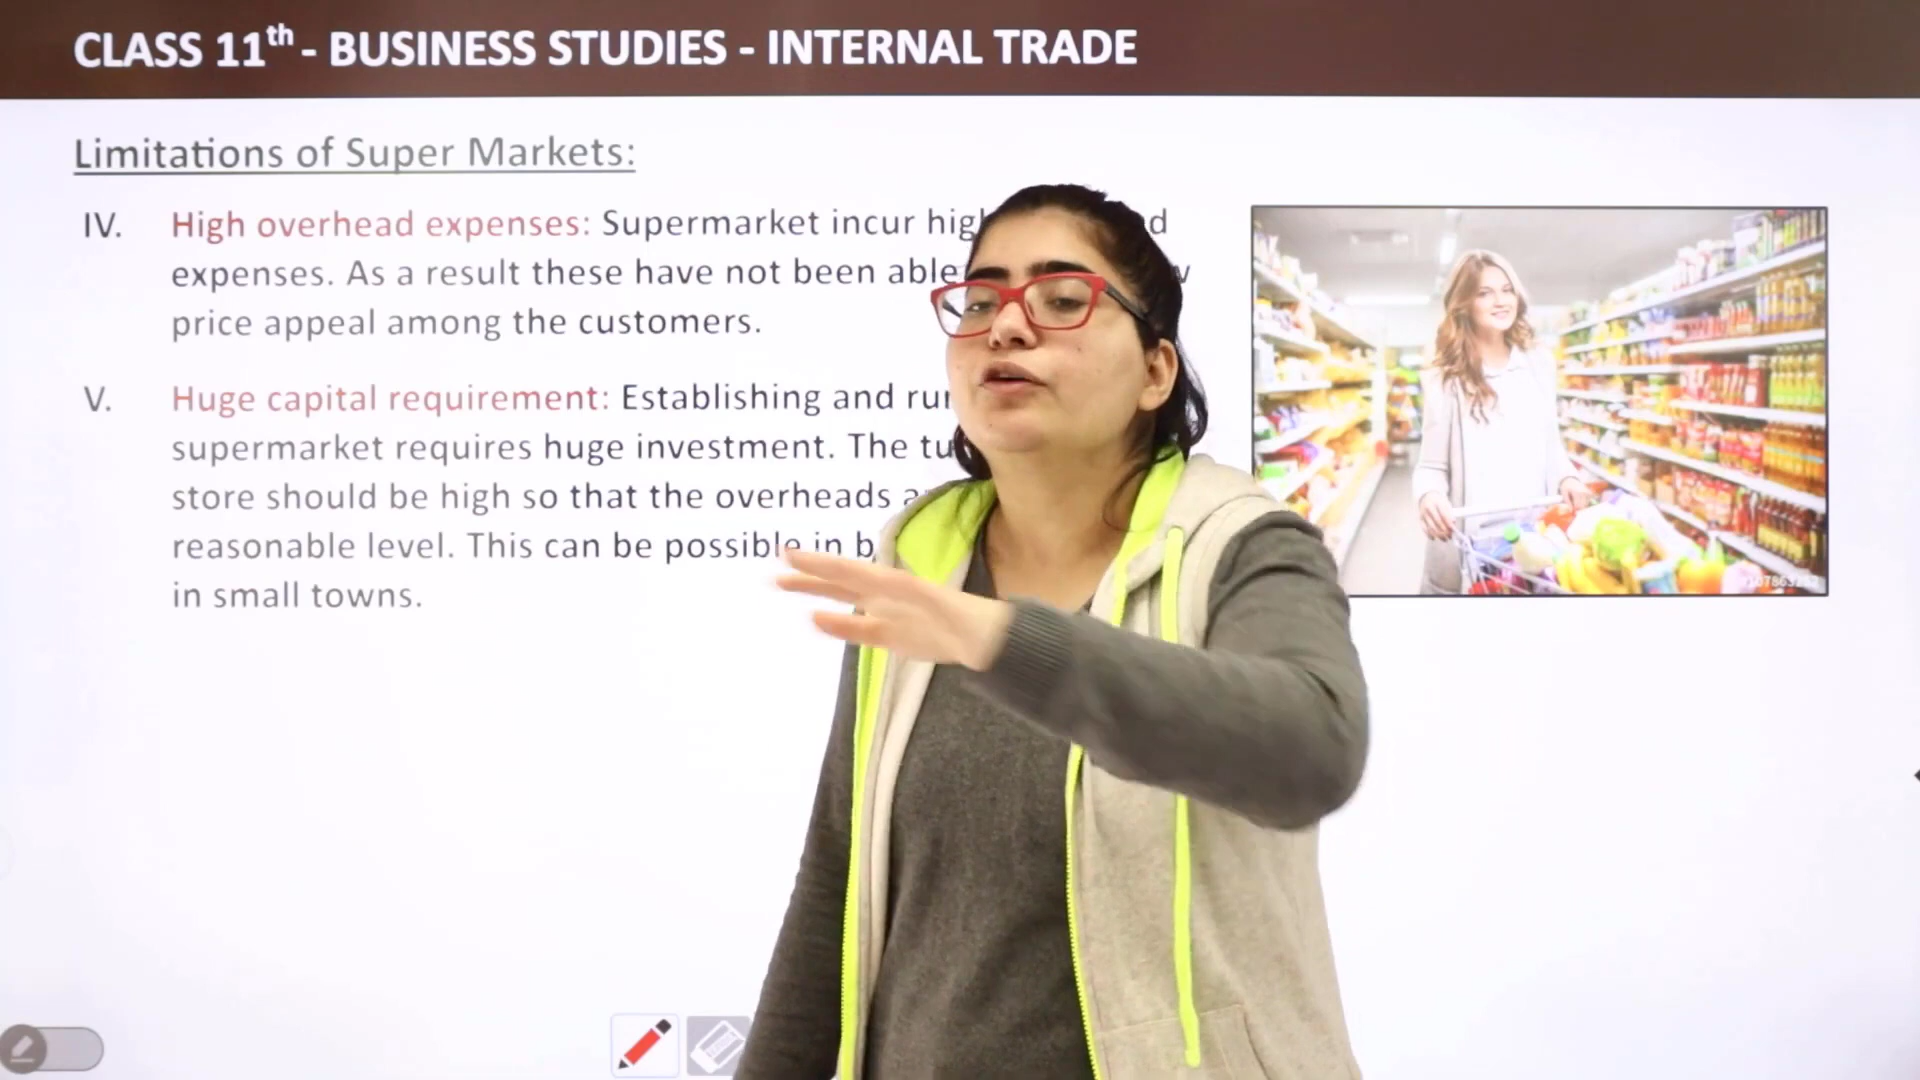 CLASS 11th - BUSINESS STUDIES - INTERNAL TRADE
Limitations of Super Markets:
IV. High overhead expenses: Supermarket incur
expenses. As a result these have not been able
price appeal among the customers.
V. Huge capital requirement: Establishing and
supermarket requires huge investment. The
store should be high so that the overheads
reasonable level. This can be possible in
in small towns.